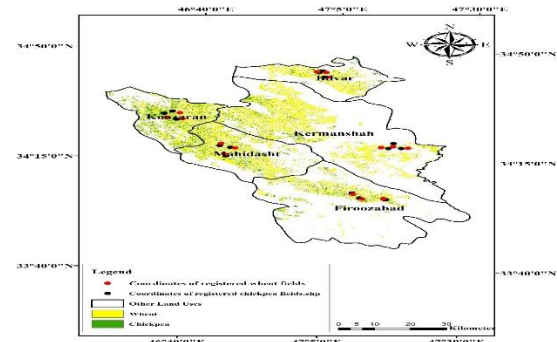 46°40'0"E 47°5'0"E 47°30'0"E
N
W E
S
34°50'0"N 34°50'0"N
Kermanshah
34°15'0"N 34°15'0"N
Mahidasht
Firoozabad
33°40'0"N 33°40'0"N
Legend
Coordinates of registered wheat fields
Coordinates of registered chickpea fields.shp
Other Land Uses
Wheat
Chickpea
0 5 10 20 30
Kilometer